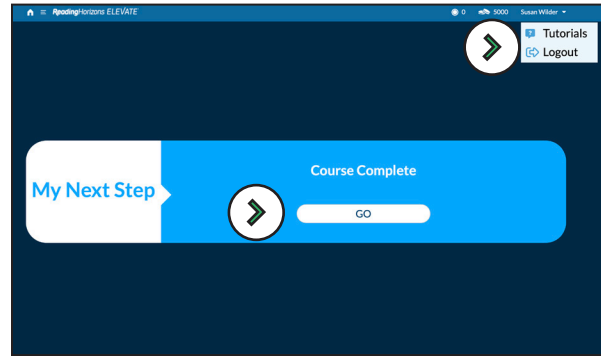 ReadingHorizons ELEVATE 0 5000 Susan Wilder
Tutorials
Logout
My Next Step
Course Complete
GO